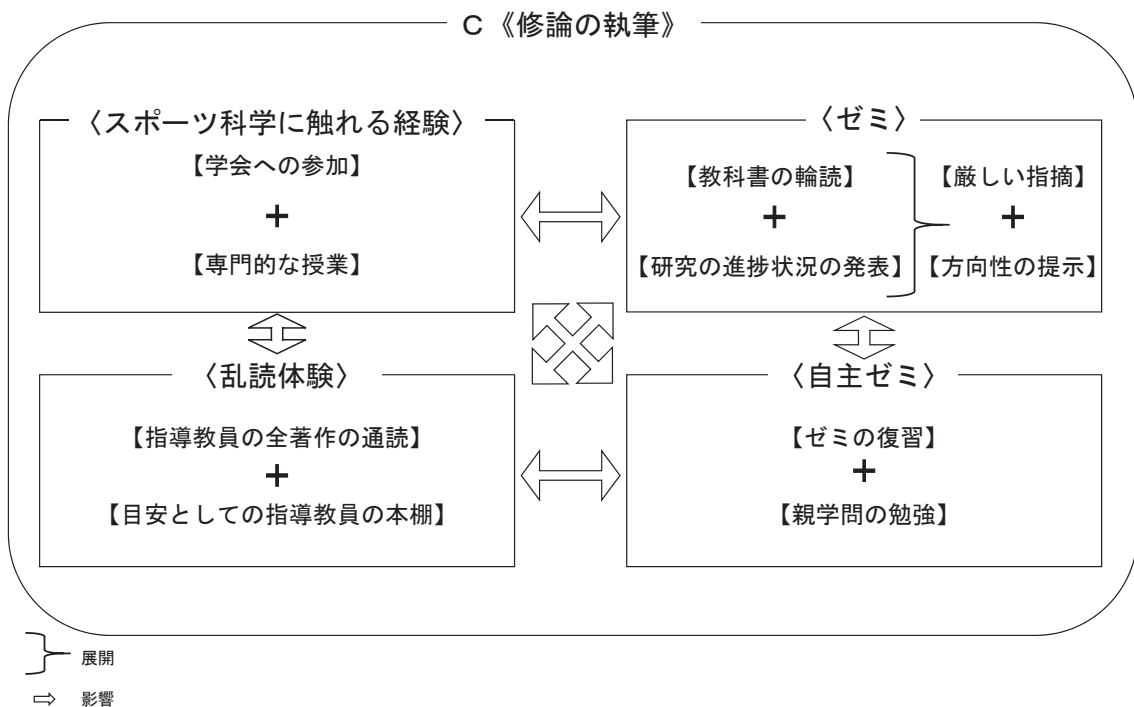 C《修論の執筆》
〈スポーツ科学に触れる経験〉
【学会への参加】
+
【専門的な授業】
〈ゼミ〉
【教科書の輪読】
+
【研究の進捗状況の発表】
【厳しい指摘】
+
【方向性の提示】
〈乱読体験〉
【指導教員の全著作の通読】
+
【目安としての指導教員の本棚】
〈自主ゼミ〉
【ゼミの復習】
+
【親学問の勉強】
展開
影響